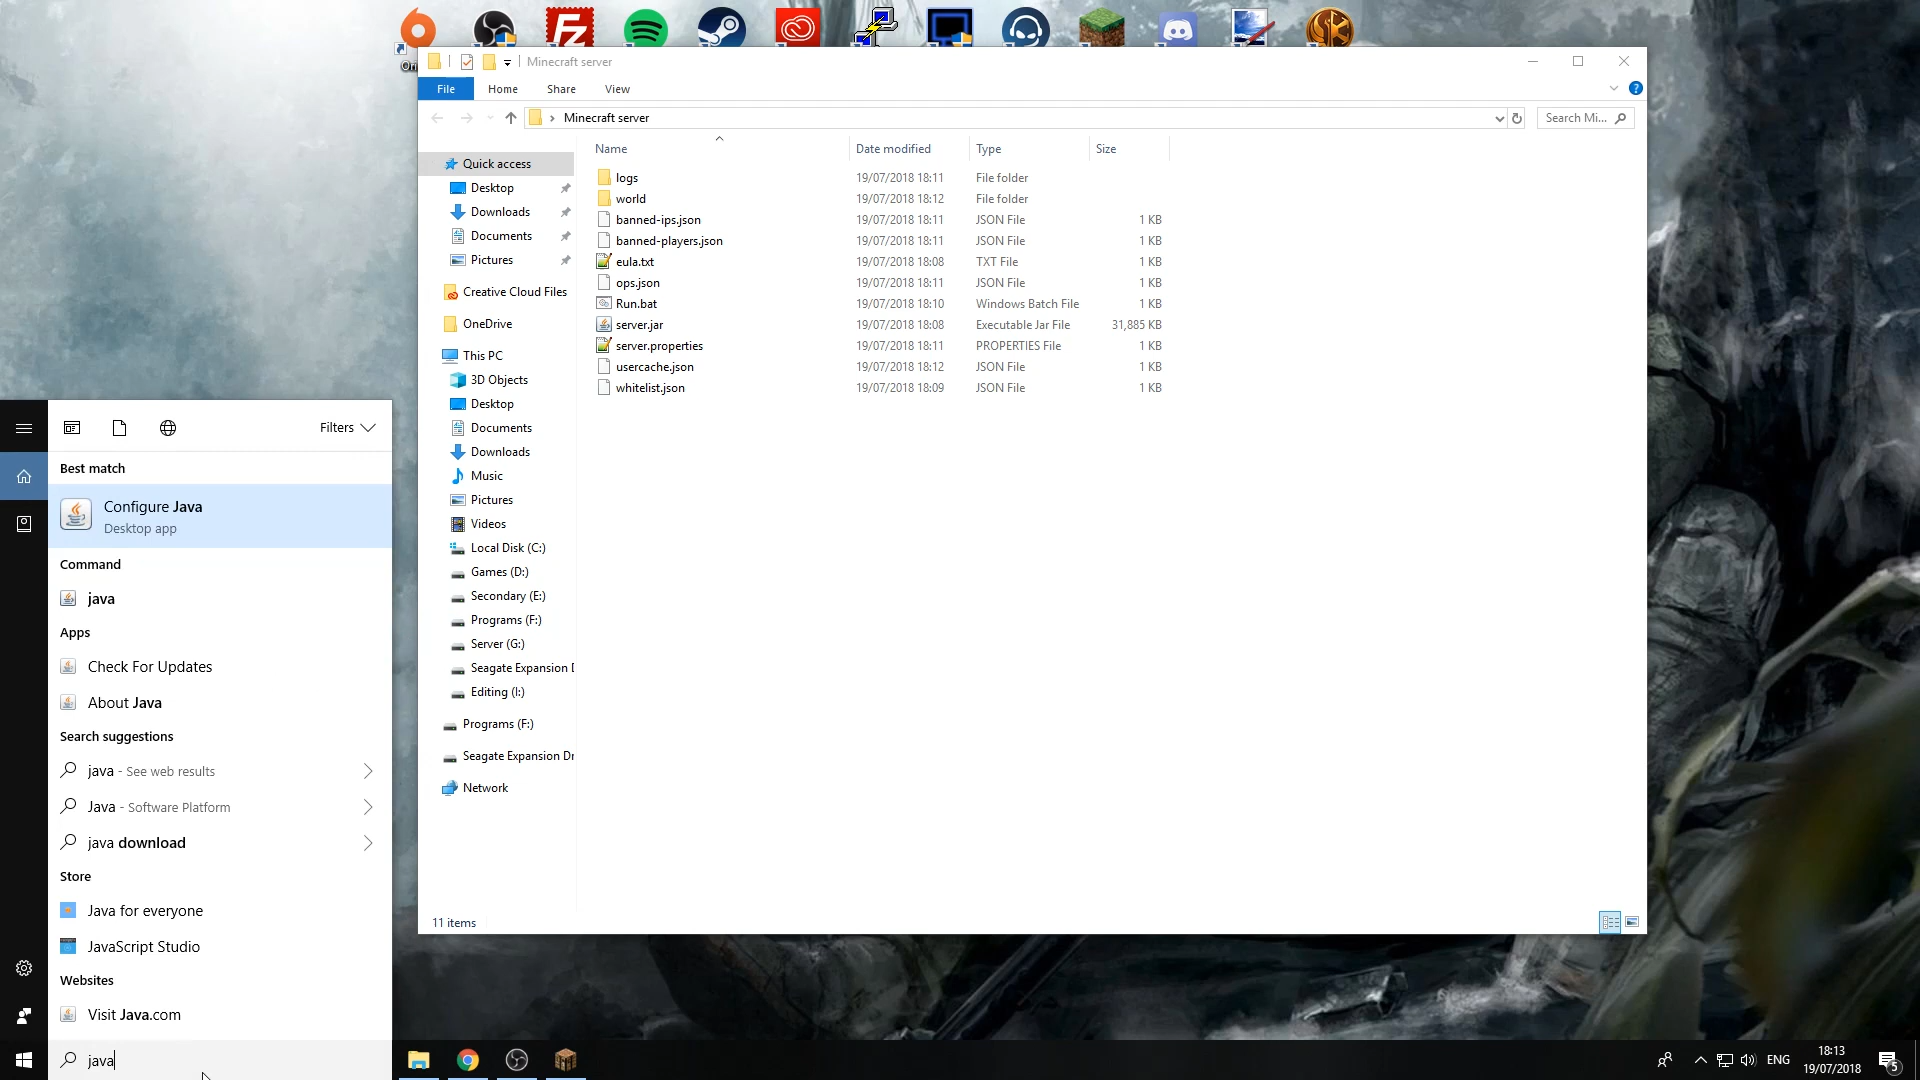 Minecraft server
File
Home
Share
View
Minecraft server
Search Mi...
Name
Date modified
Type
Size
Quick access
Desktop
Downloads
Documents
Pictures
Creative Cloud Files
OneDrive
This PC
3D Objects
Desktop
Documents
Downloads
Music
Pictures
Videos
Local Disk (C:)
Games (D:)
Secondary (E:)
Programs (F:)
Server (G:)
Seagate Expansion D
Editing (I:)
Programs (F:)
Seagate Expansion Dr
Network
logs 19/07/2018 18:11 File folder
world 19/07/2018 18:12 File folder
banned-ips.json 19/07/2018 18:11 JSON File 1 KB
banned-players.json 19/07/2018 18:11 JSON File 1 KB
eula.txt 19/07/2018 18:08 TXT File 1 KB
ops.json 19/07/2018 18:11 JSON File 1 KB
Run.bat 19/07/2018 18:10 Windows Batch File 1 KB
server.jar 19/07/2018 18:08 Executable Jar File 31,885 KB
server.properties 19/07/2018 18:11 PROPERTIES File 1 KB
usercache.json 19/07/2018 18:12 JSON File 1 KB
whitelist.json 19/07/2018 18:09 JSON File 1 KB
11 items
Filters
Best match
Configure Java
Desktop app
Command
java
Apps
Check For Updates
About Java
Search suggestions
java - See web results
Java - Software Platform
java download
Store
Java for everyone
JavaScript Studio
Websites
Visit Java.com
java
ENG
18:13
19/07/2018
5